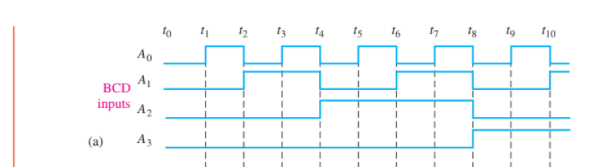 t0 t1 t2 t3 t4 t5 t6 t7 t8 t9 t10
A0
BCD A1
inputs
A2
(a) A3